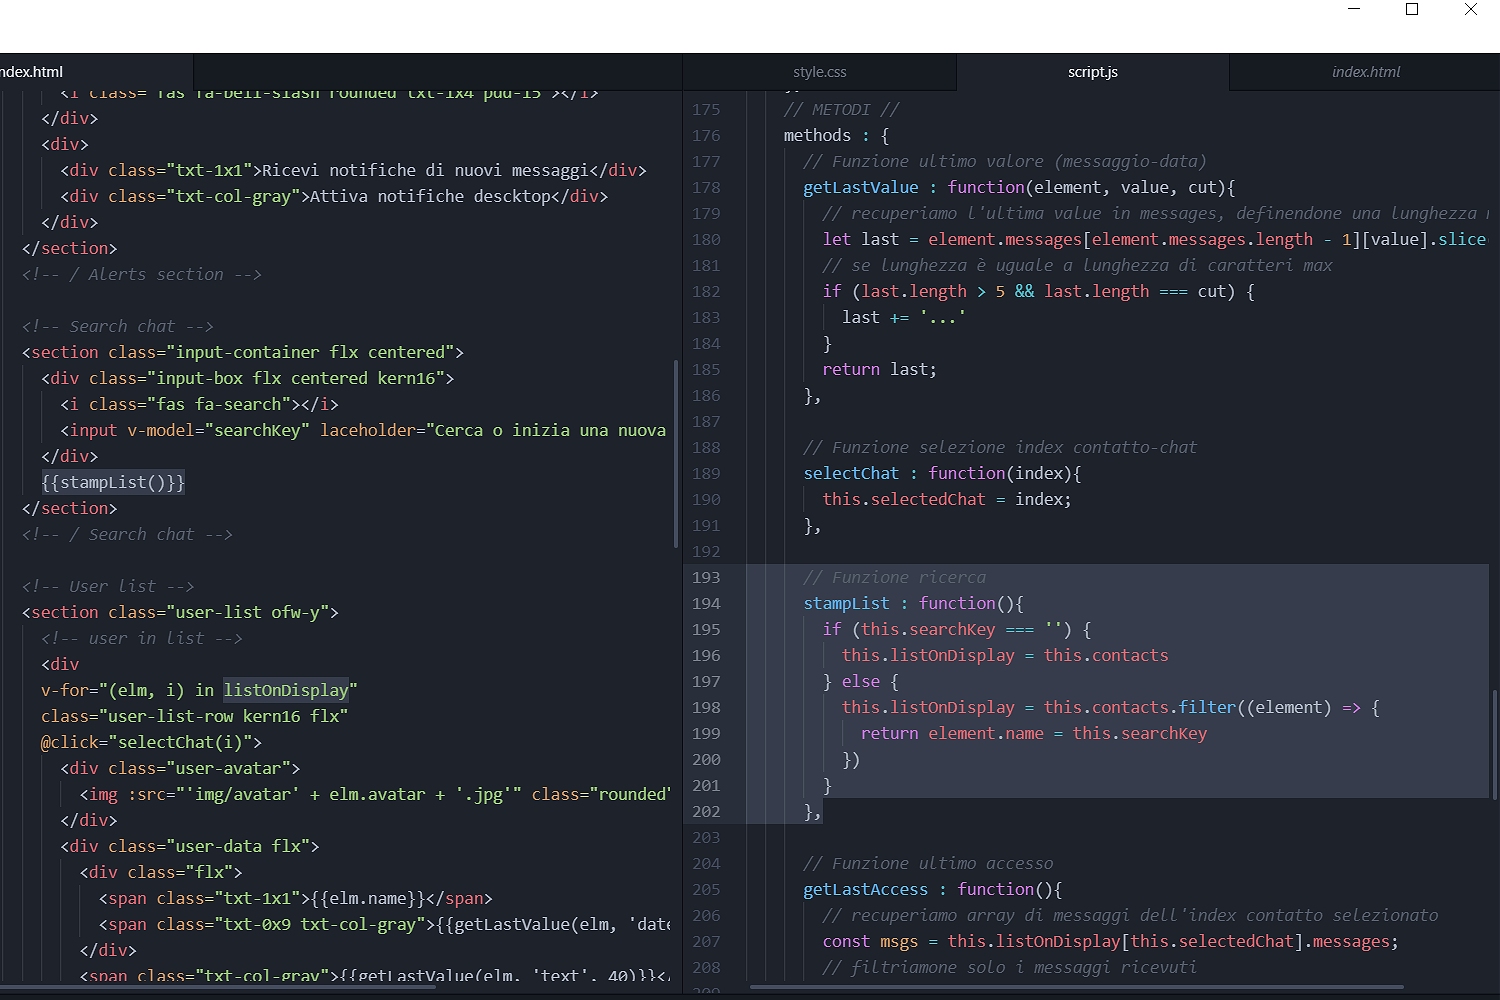 ndex.html
<i class="fas fa-bell-slash rounded txt-1x4 pdd-15"></i>
</div>
<div>
<div class="txt-1x1">Ricevi notifiche di nuovi messaggi</div>
<div class="txt-col-gray">Attiva notifiche descktop</div>
</div>
</section>
<!-- / Alerts section -->
<!-- Search chat -->
<section class="input-container flx centered">
<div class="input-box flx centered kern16">
<i class="fas fa-search"></i>
<input v-model="searchKey" laceholder="Cerca o inizia una nuova
</div>
{{stampList()}}
</section>
<!-- / Search chat -->
<!-- User list -->
<section class="user-list ofw-y">
<!-- user in list -->
<div
v-for="(elm, i) in listOnDisplay"
class="user-list-row kern16 flx"
@click="selectChat(i)">
<div class="user-avatar">
<img :src="'img/avatar' + elm.avatar + '.jpg'" class="rounded"
</div>
<div class="user-data flx">
<div class="flx">
<span class="txt-1x1">{{elm.name}}</span>
<span class="txt-0x9 txt-col-gray">{{getLastValue(elm, 'date
</div>
<span class="txt-col-gray">{{getLastValue(elm, 'text', 40)}}<
style.css
script.js
index.html
175 // METODI //
176 methods : {
177 // Funzione ultimo valore (messaggio-data)
178 getLastValue : function(element, value, cut){
179 // recuperiamo l'ultima value in messages, definendone una lunghezza
180 let last = element.messages[element.messages.length - 1][value].slice
181 // se lunghezza è uguale a lunghezza di caratteri max
182 if (last.length > 5 && last.length === cut) {
183 last += '...'
184 }
185 return last;
186 },
187
188 // Funzione selezione index contatto-chat
189 selectChat : function(index){
190 this.selectedChat = index;
191 },
192
193 // Funzione ricerca
194 stampList : function(){
195 if (this.searchKey === '') {
196 this.listOnDisplay = this.contacts
197 } else {
198 this.listOnDisplay = this.contacts.filter((element) => {
199 return element.name = this.searchKey
200 })
201 }
202 },
203
204 // Funzione ultimo accesso
205 getLastAccess : function(){
206 // recuperiamo array di messaggi dell'index contatto selezionato
207 const msgs = this.listOnDisplay[this.selectedChat].messages;
208 // filtriamone solo i messaggi ricevuti